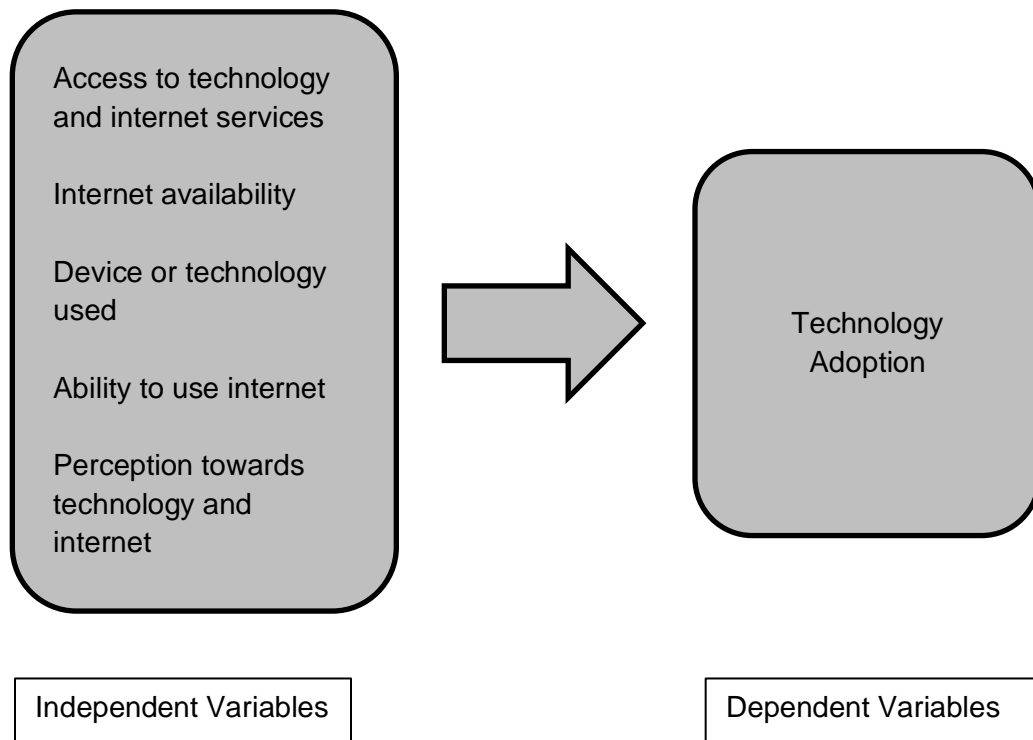 Access to technology
and internet services
Internet availability
Device or technology
used
Ability to use internet
Perception towards
technology and
internet
Technology
Adoption
Independent Variables
Dependent Variables